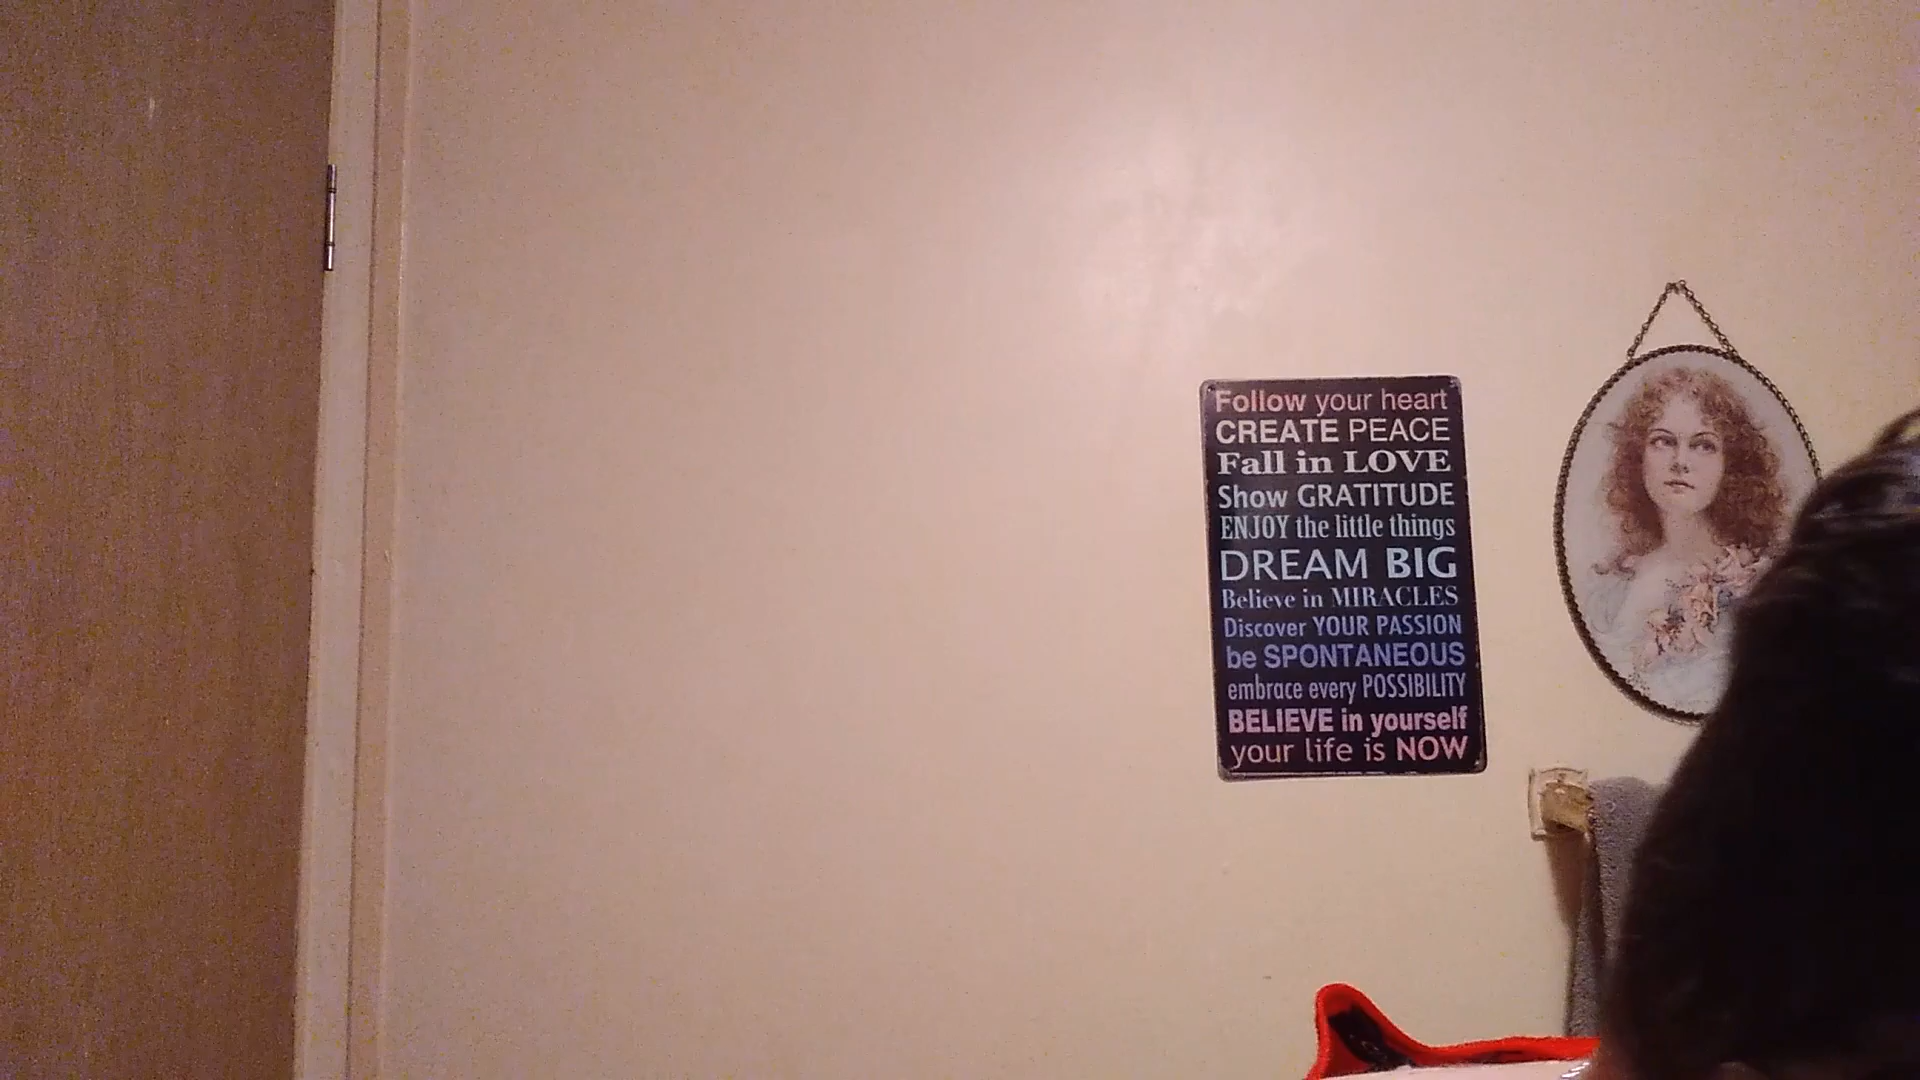 Follow your heart
CREATE PEACE
Fall in LOVE
Show GRATITUDE
ENJOY the little things
DREAM BIG
Believe in MIRACLES
Discover YOUR PASSION
be SPONTANEOUS
embrace every POSSIBILITY
BELIEVE in yourself
your life is NOW